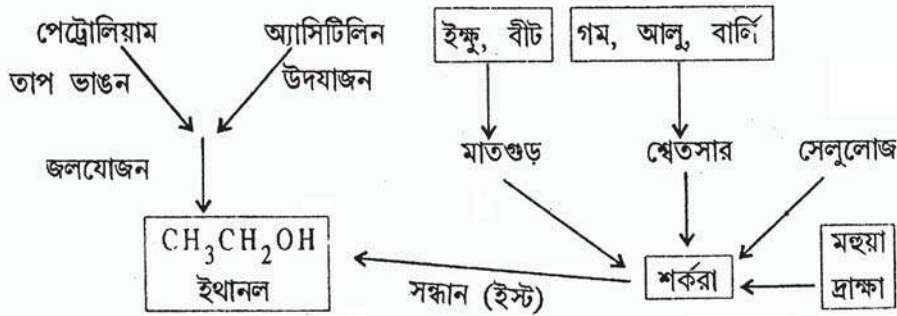 পেট্রোলিয়াম অ্যাসিটিলিন ইক্ষু, বীট গম, আলু, বার্লি
তাপ ভাঙন উদযাজন
জলযোজন মাতগুড় শ্বেতসার সেলুলোজ
CH₃CH₂OH
ইথানল
সন্ধান (ইস্ট)
শর্করা
মহুয়া
দ্রাক্ষা